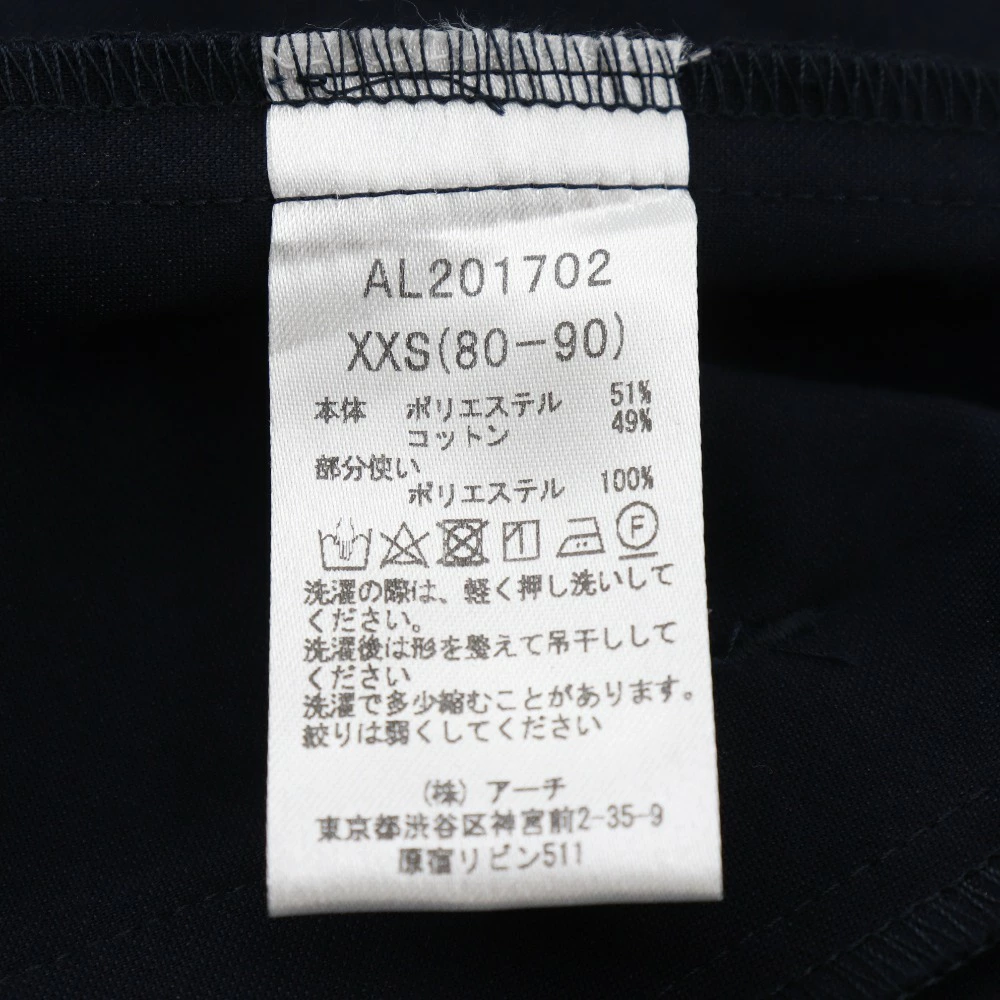 AL201702
XXS(80-90)
本体 ポリエステル 51%
コットン 49%
部分使い
ポリエステル 100%
F
洗濯の際は、軽く押し洗いして
ください。
洗濯後は形を整えて吊干しして
ください
洗濯で多少縮むことがあります。
絞りは弱くしてください
(株) アーチ
東京都渋谷区神宮前2-35-9
原宿リビン511